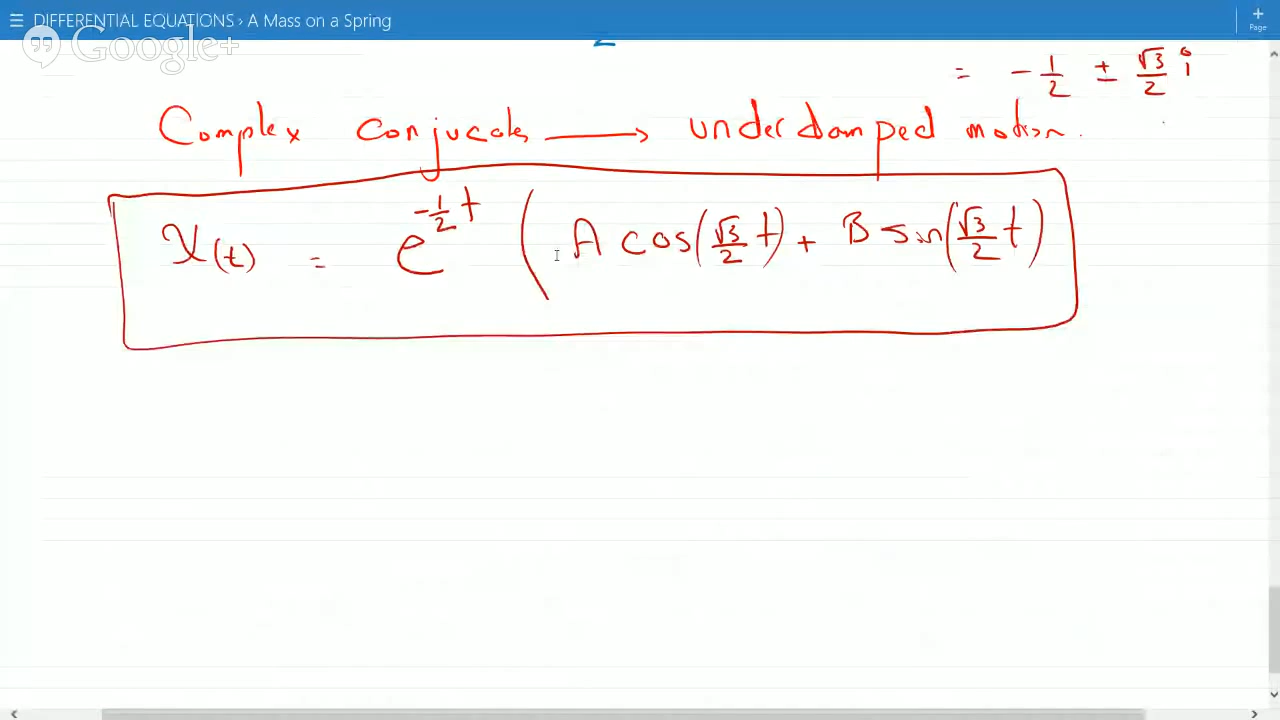 DIFFERENTIAL EQUATIONS › A Mass on a Spring
Page
Google+
= -1/2 ± √3/2 i
Complex conjucates → underdamped motion.
X(t) = e^(-1/2 t) ( A cos(√3/2 t) + B sin(√3/2 t)